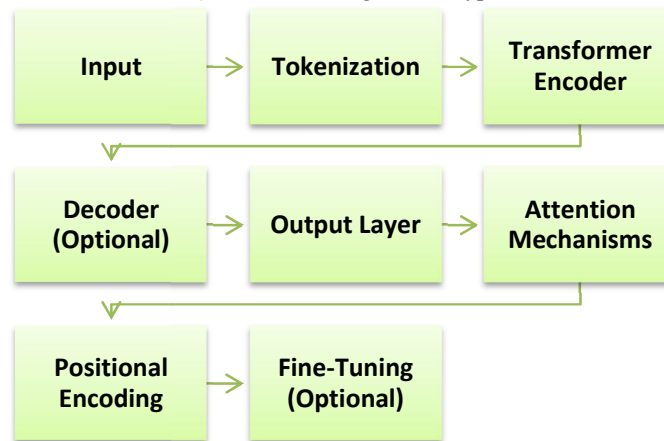 Input
Tokenization
Transformer
Encoder
Decoder
(Optional)
Output Layer
Attention
Mechanisms
Positional
Encoding
Fine-Tuning
(Optional)